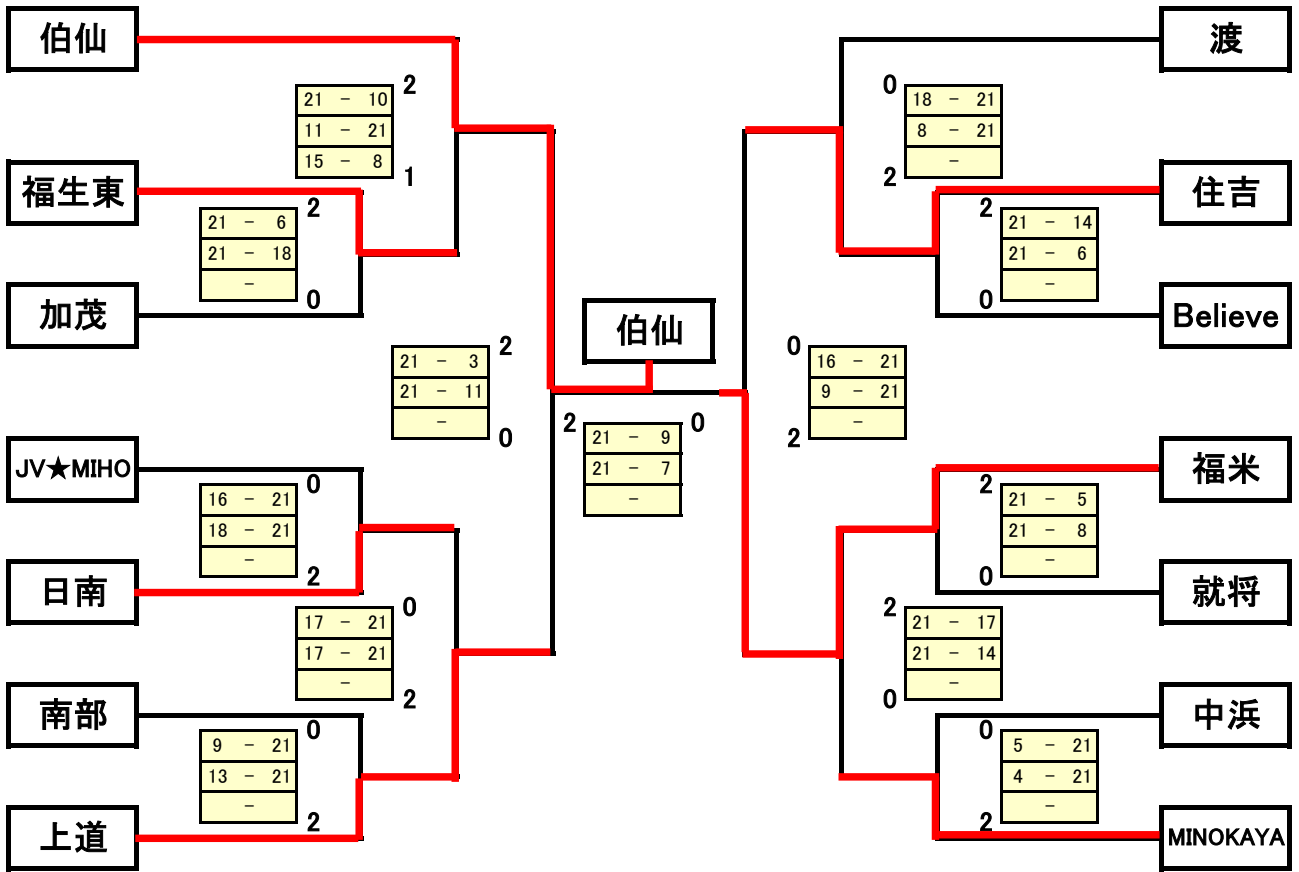 伯仙
2
21 - 10
11 - 21
15 - 8
1
福生東
2
21 - 6
21 - 18
-
0
加茂
2
21 - 3
21 - 11
-
0
JV★MIHO
0
16 - 21
18 - 21
-
2
日南
0
17 - 21
17 - 21
-
2
南部
0
9 - 21
13 - 21
-
2
上道
伯仙
2
0
21 - 9
21 - 7
-
渡
0
18 - 21
8 - 21
-
2
住吉
2
21 - 14
21 - 6
-
0
Believe
0
16 - 21
9 - 21
-
2
福米
2
21 - 5
21 - 8
-
0
就将
2
21 - 17
21 - 14
-
0
中浜
0
5 - 21
4 - 21
-
2
MINOKAYA